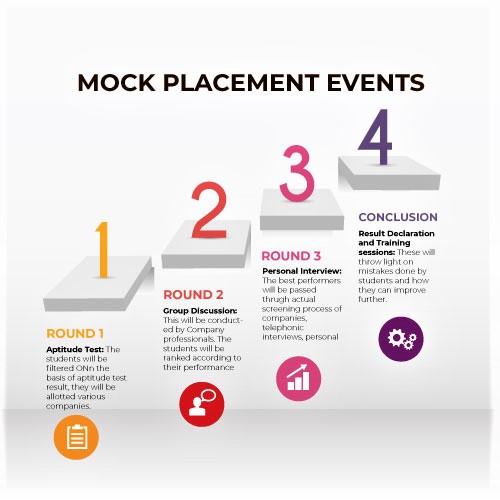 MOCK PLACEMENT EVENTS
1
ROUND 1
Aptitude Test: The
students will be
filtered ONn the
basis of aptitude test
result, they will be
allotted various
companies.
2
ROUND 2
Group Discussion:
This will be conduct-
ed by Company
professionals. The
students will be
ranked according to
their performance
3
ROUND 3
Personal Interview:
The best performers
will be passed
thrugh actual
screening process of
companies,
telephonic
interviews, personal
4
CONCLUSION
Result Declaration
and Training
sessions: These will
throw light on
mistakes done by
students and how
they can improve
further.